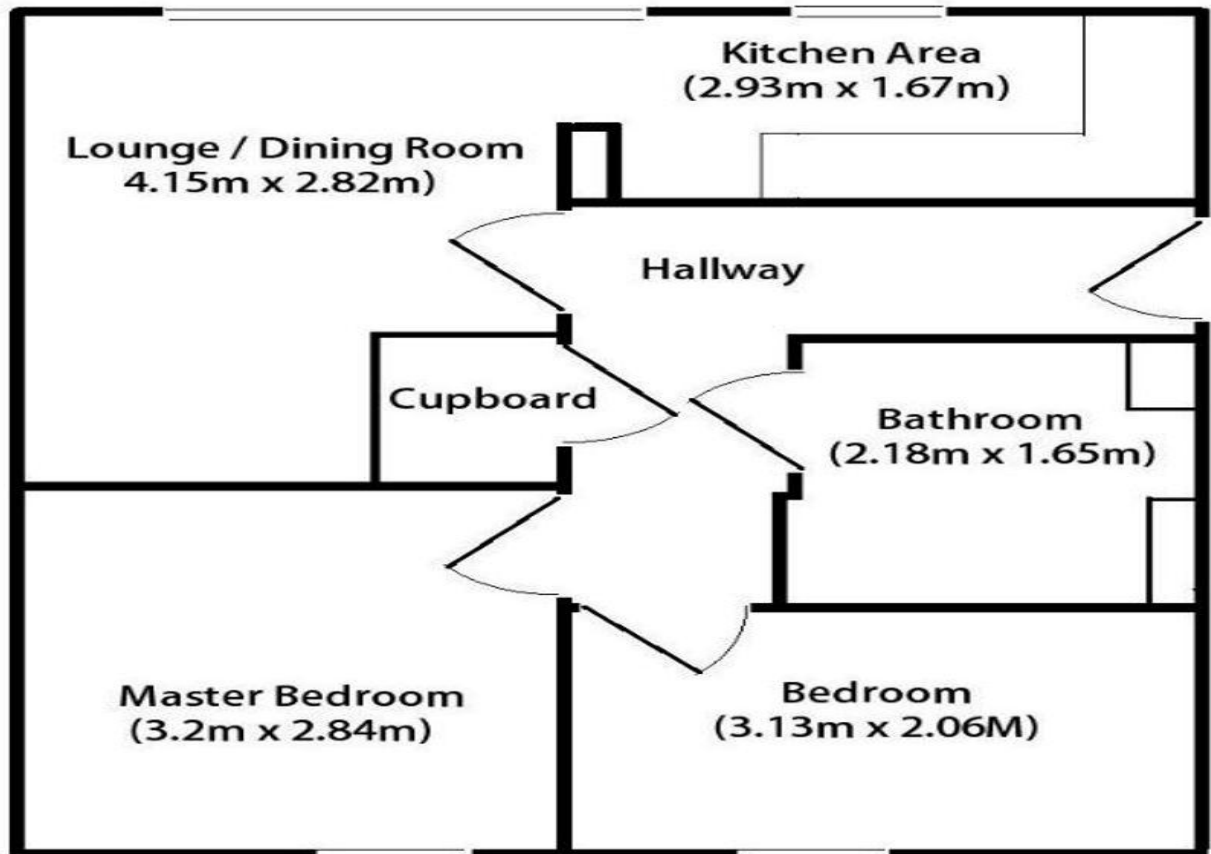 Kitchen Area
(2.93m x 1.67m)
Lounge / Dining Room
4.15m x 2.82m)
Hallway
Cupboard
Bathroom
(2.18m x 1.65m)
Master Bedroom
(3.2m x 2.84m)
Bedroom
(3.13m x 2.06M)